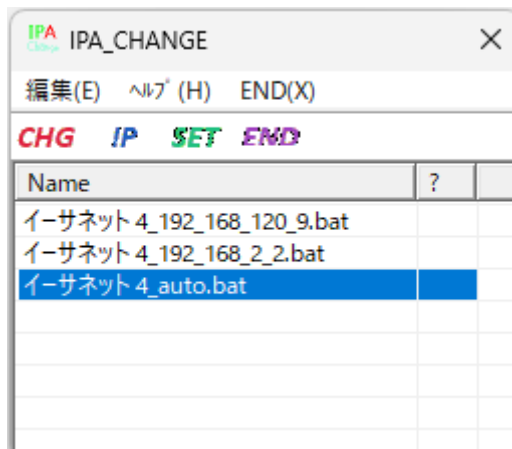 IPA Change IPA_CHANGE
編集(E) ﾍﾙﾌﾟ(H) END(X)
CHG IP SET END
Name ?
イーサネット 4_192_168_120_9.bat
イーサネット 4_192_168_2_2.bat
イーサネット 4_auto.bat